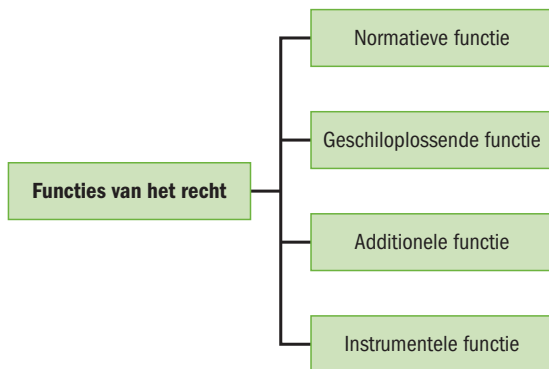 Normatieve functie
Geschiloplossende functie
Functies van het recht
Additionele functie
Instrumentele functie